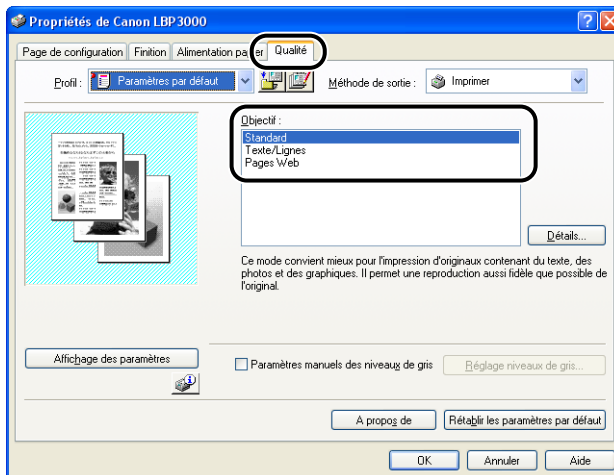 Propriétés de Canon LBP3000
Page de configuration Finition Alimentation papier Qualité
Profil : Paramètres par défaut Méthode de sortie : Imprimer
Objectif :
Standard
Texte/Lignes
Pages Web
Détails...
Ce mode convient mieux pour l'impression d'originaux contenant du texte, des
photos et des graphiques. Il permet une reproduction aussi fidèle que possible de
l'original.
Affichage des paramètres
Paramètres manuels des niveaux de gris Réglage niveaux de gris...
A propos de Rétablir les paramètres par défaut
OK Annuler Aide